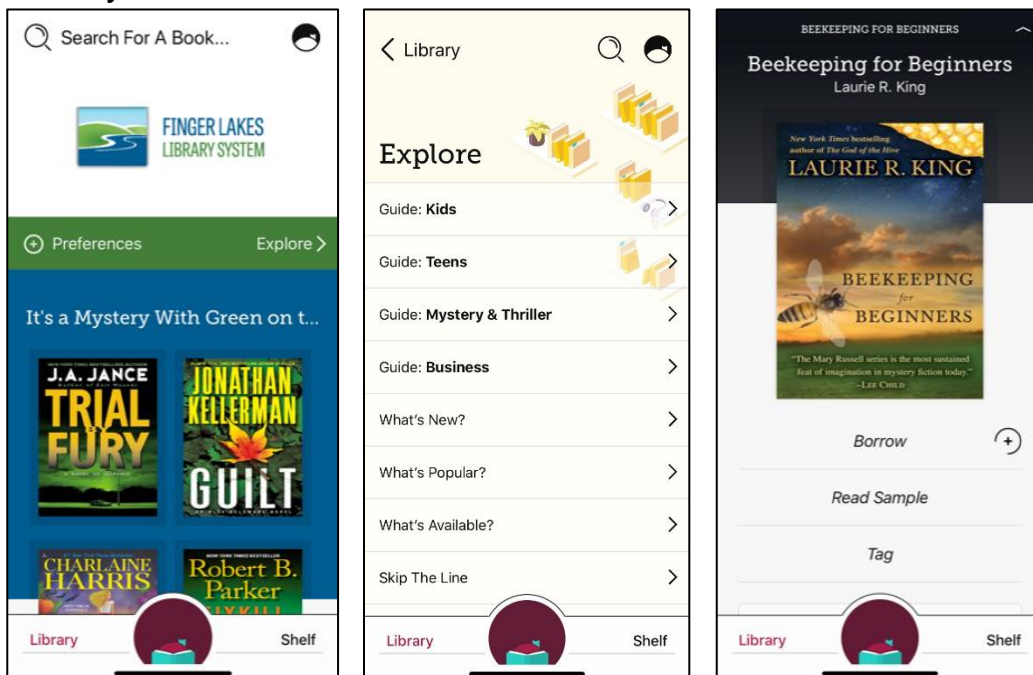 Search For A Book...
FINGER LAKES
LIBRARY SYSTEM
Preferences
Explore
It's a Mystery With Green on t...
J.A. JANCE
TRIAL
BY
FURY
JONATHAN
KELLERMAN
GUILT
CHARLAINE
HARRIS
Robert B.
Parker
Library
Shelf
Library
Explore
Guide: Kids
Guide: Teens
Guide: Mystery & Thriller
Guide: Business
What's New?
What's Popular?
What's Available?
Skip The Line
Library
Shelf
BEEKEEPING FOR BEGINNERS
Beekeeping for Beginners
Laurie R. King
New York Times bestselling
author of The God of the Hive
LAURIE R. KING
BEEKEEPING
for
BEGINNERS
"The Mary Russell series is the most sustained
feat of imagination in mystery fiction today."
–LEE CHILD
Borrow
Read Sample
Tag
Library
Shelf